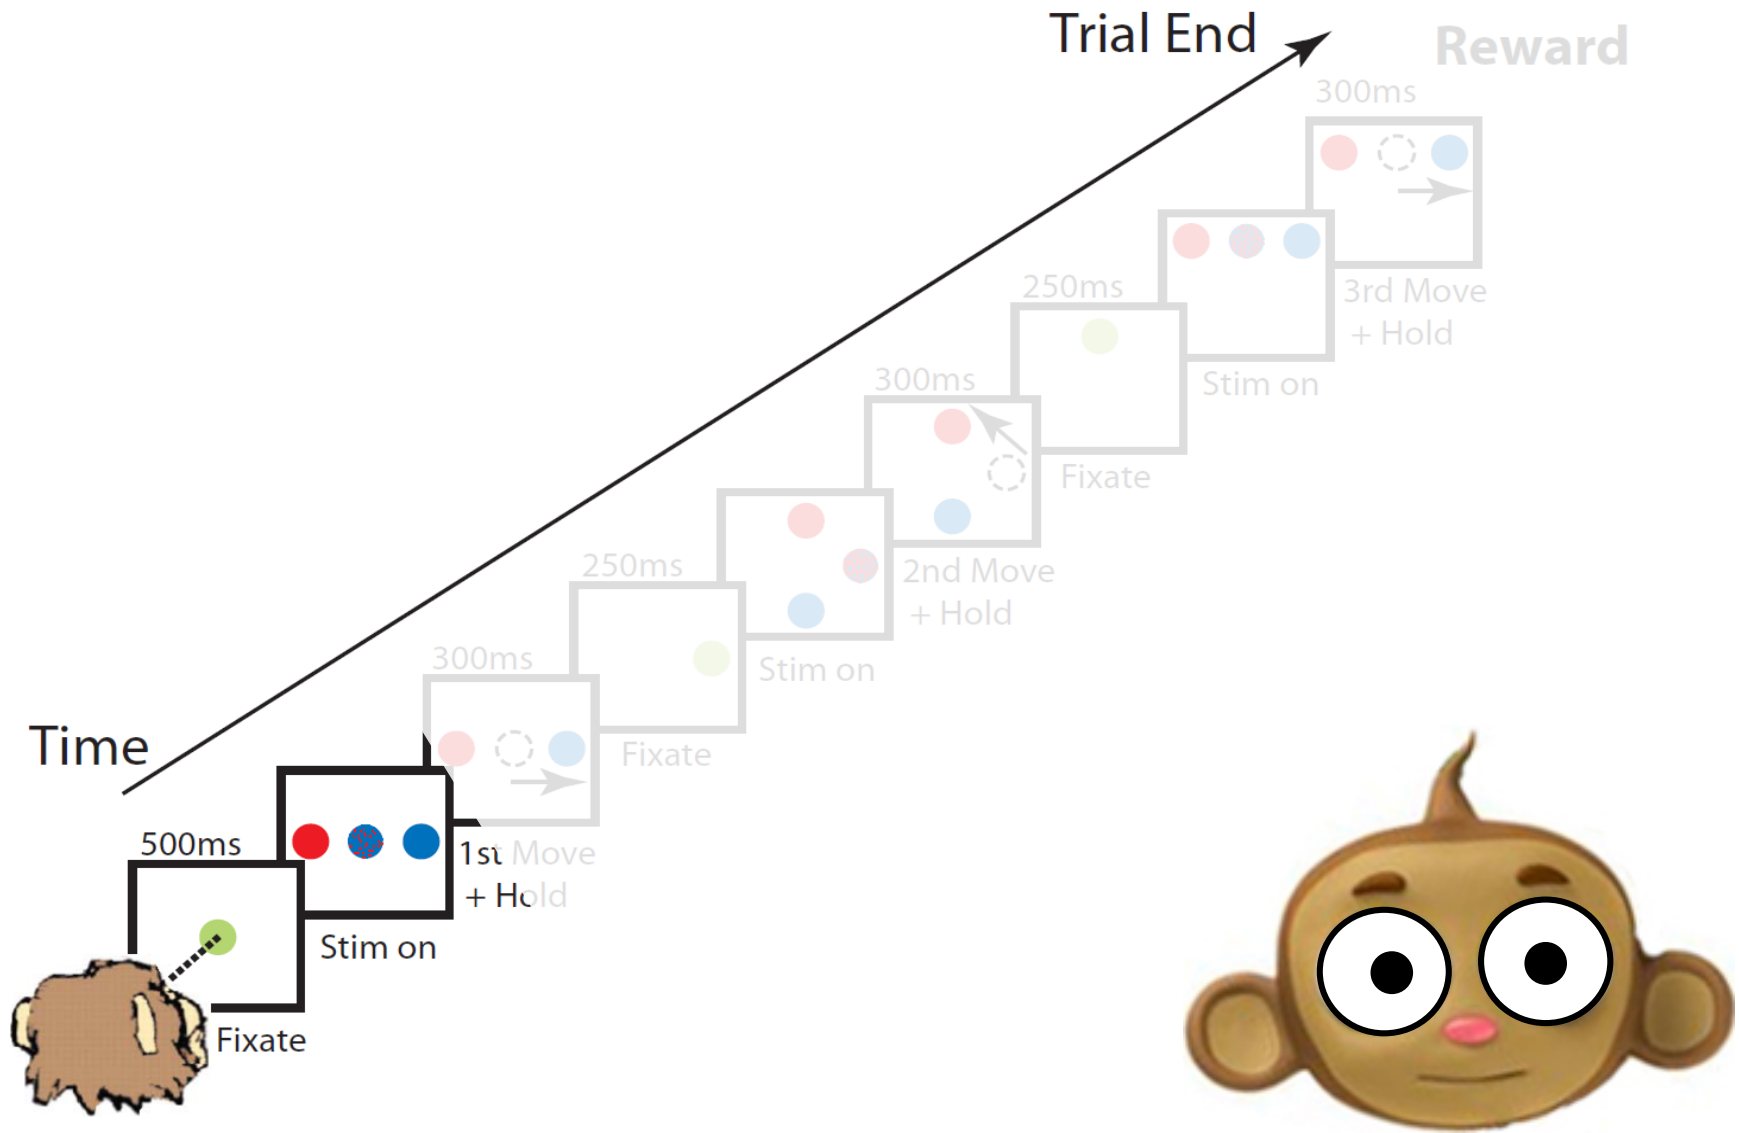 Trial End
Reward
300ms
3rd Move
+ Hold
Stim on
250ms
Fixate
300ms
2nd Move
+ Hold
Stim on
250ms
Fixate
300ms
1st Move
+ Hold
Time
Stim on
500ms
Fixate